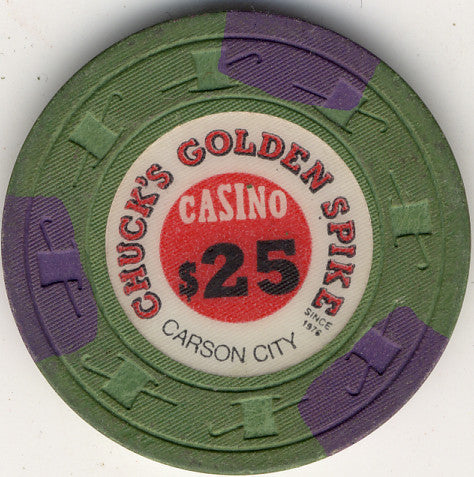 CHUCK'S GOLDEN SPIKE
CASINO
$25
CARSON CITY
SINCE
1976